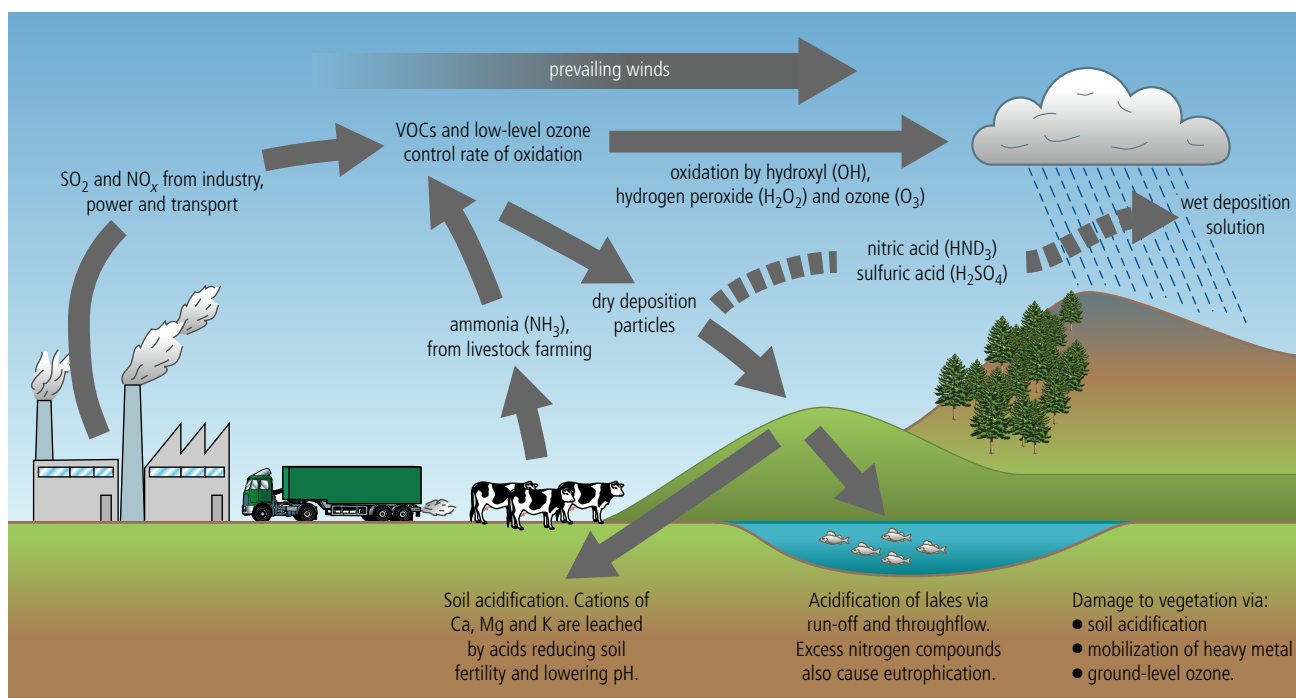 prevailing winds
VOCs and low-level ozone
control rate of oxidation
SO₂ and NOₓ from industry,
power and transport
oxidation by hydroxyl (OH),
hydrogen peroxide (H₂O₂) and ozone (O₃)
wet deposition
solution
nitric acid (HND₃)
sulfuric acid (H₂SO₄)
dry deposition
particles
ammonia (NH₃),
from livestock farming
Soil acidification. Cations of
Ca, Mg and K are leached
by acids reducing soil
fertility and lowering pH.
Acidification of lakes via
run-off and throughflow.
Excess nitrogen compounds
also cause eutrophication.
Damage to vegetation via:
● soil acidification
● mobilization of heavy metal
● ground-level ozone.